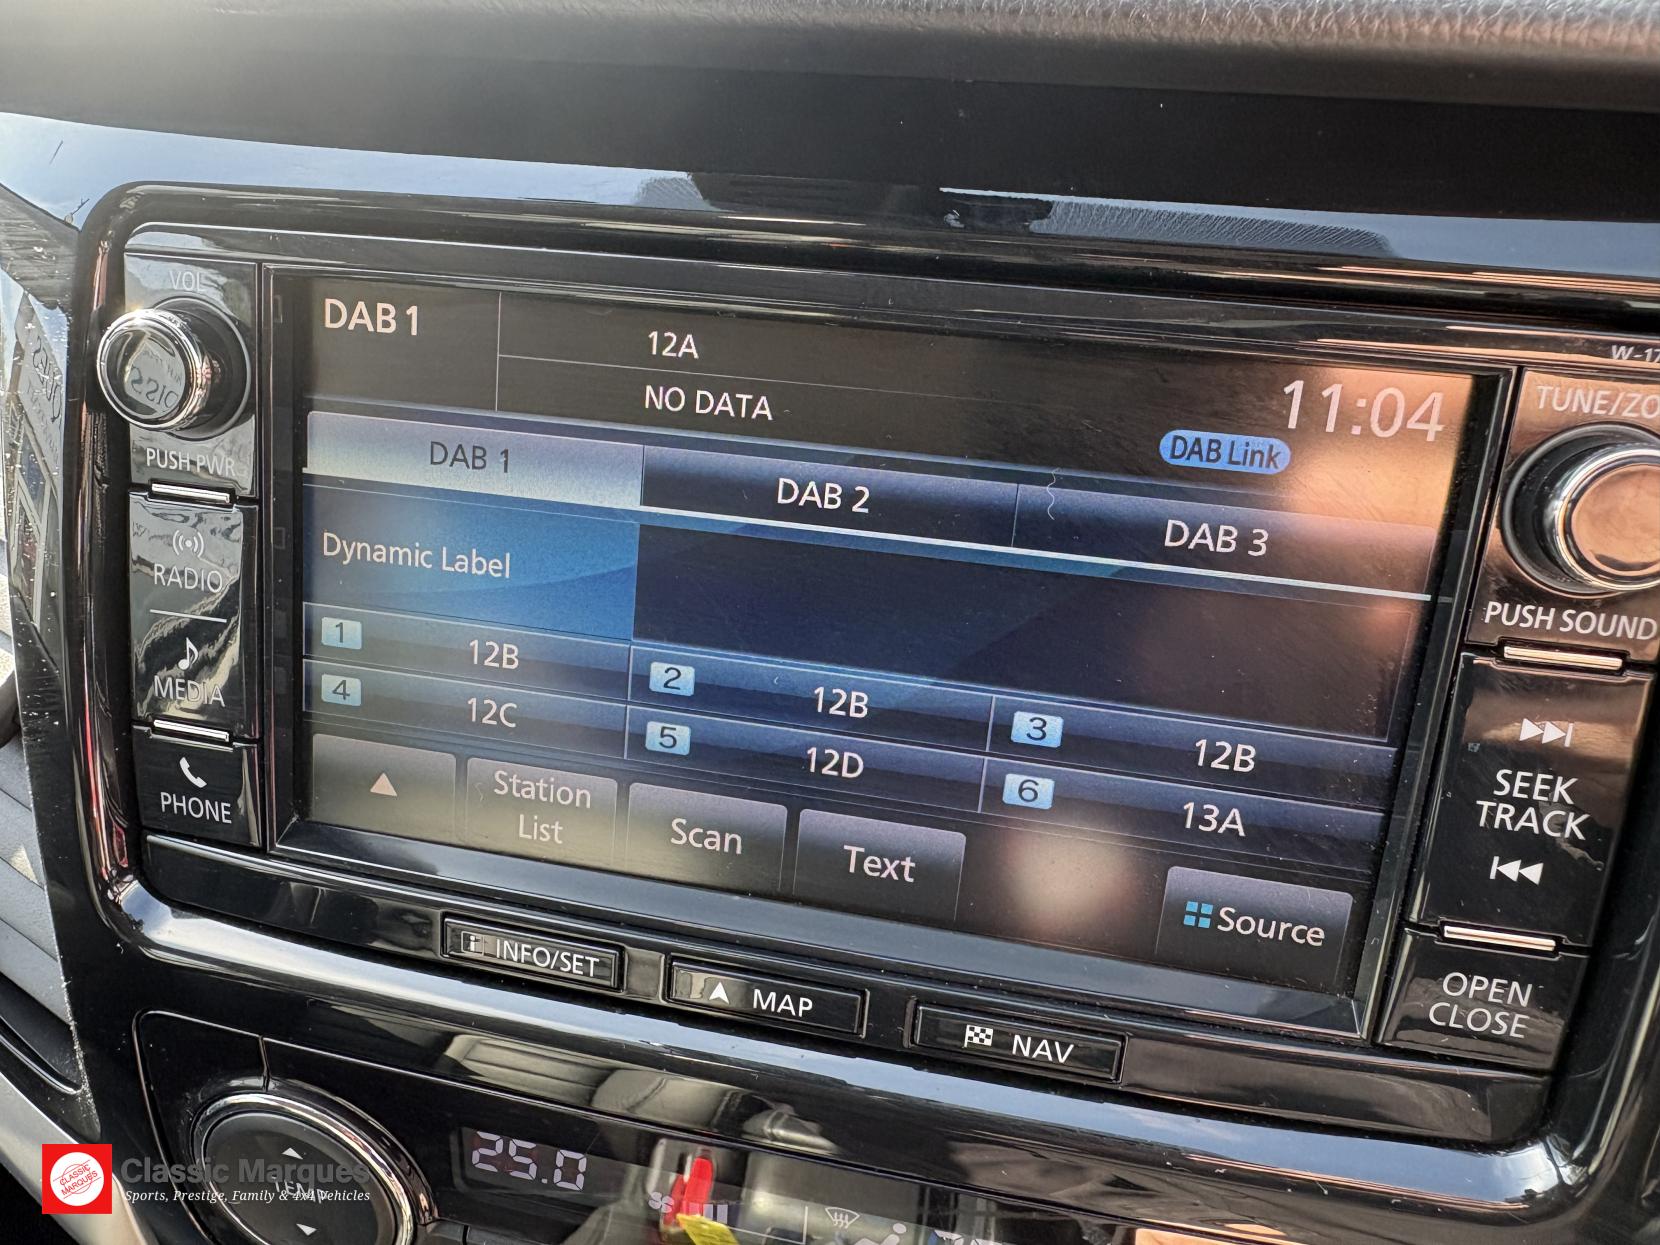 VOL
PUSH PWR
RADIO
MEDIA
PHONE
DAB 1
12A
NO DATA
11:04
DAB Link
DAB 1
DAB 2
DAB 3
Dynamic Label
1 12B
2 12B
3 12B
4 12C
5 12D
6 13A
Station
List
Scan
Text
Source
TUNE/ZO
PUSH SOUND
SEEK
TRACK
OPEN
CLOSE
i INFO/SET
MAP
NAV
25.0
TEMP
CLASSIC
MARQUES
Classic Marques
Sports, Prestige, Family & 4x4 Vehicles